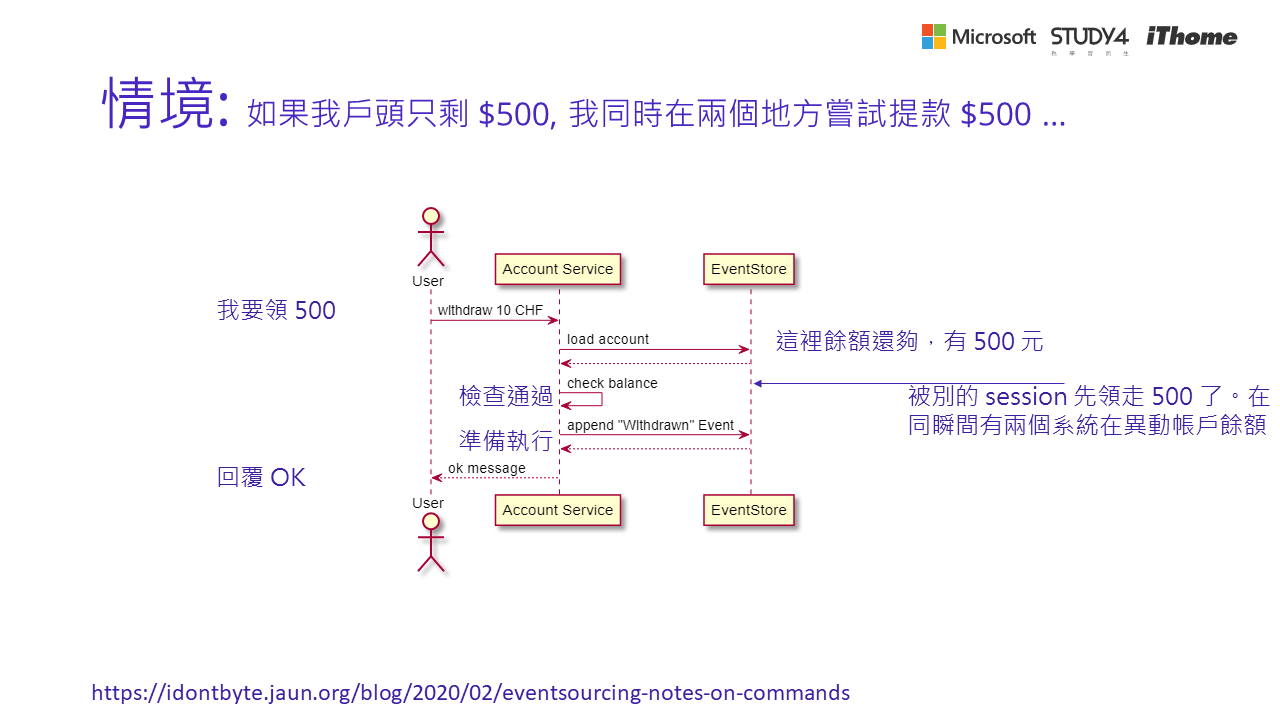 Microsoft STUDY4 iThome
為 學 習 而 生
情境: 如果我戶頭只剩 $500, 我同時在兩個地方嘗試提款 $500 ...
User
Account Service
EventStore
我要領 500
withdraw 10 CHF
load account
這裡餘額還夠，有 500 元
檢查通過
check balance
被別的 session 先領走 500 了。在
同瞬間有兩個系統在異動帳戶餘額
準備執行
append "Withdrawn" Event
回覆 OK
ok message
User
Account Service
EventStore
https://idontbyte.jaun.org/blog/2020/02/eventsourcing-notes-on-commands